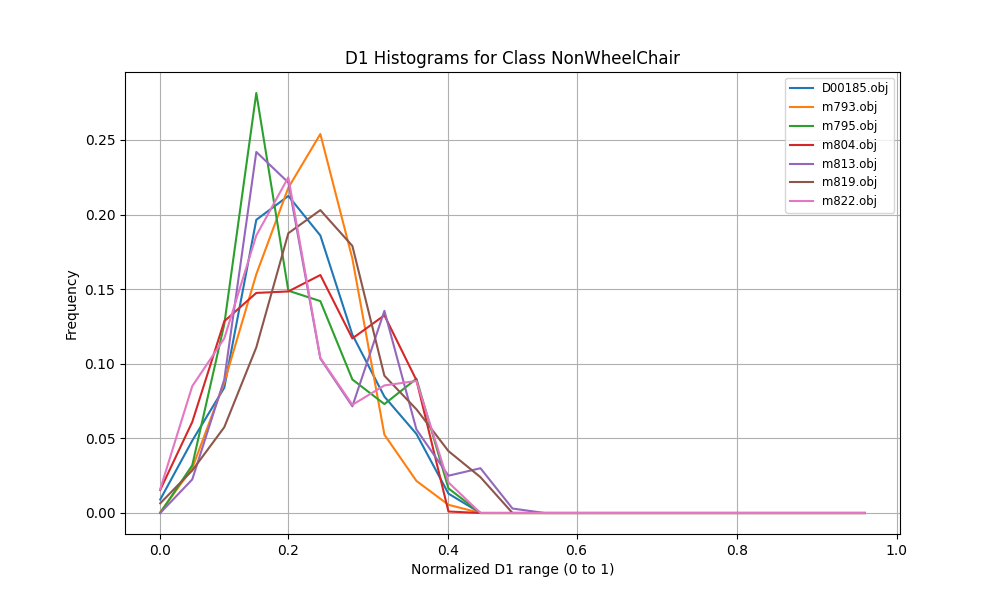 D1 Histograms for Class NonWheelChair
D00185.obj
m793.obj
m795.obj
m804.obj
m813.obj
m819.obj
m822.obj
Frequency
0.25
0.20
0.15
0.10
0.05
0.00
0.0 0.2 0.4 0.6 0.8 1.0
Normalized D1 range (0 to 1)